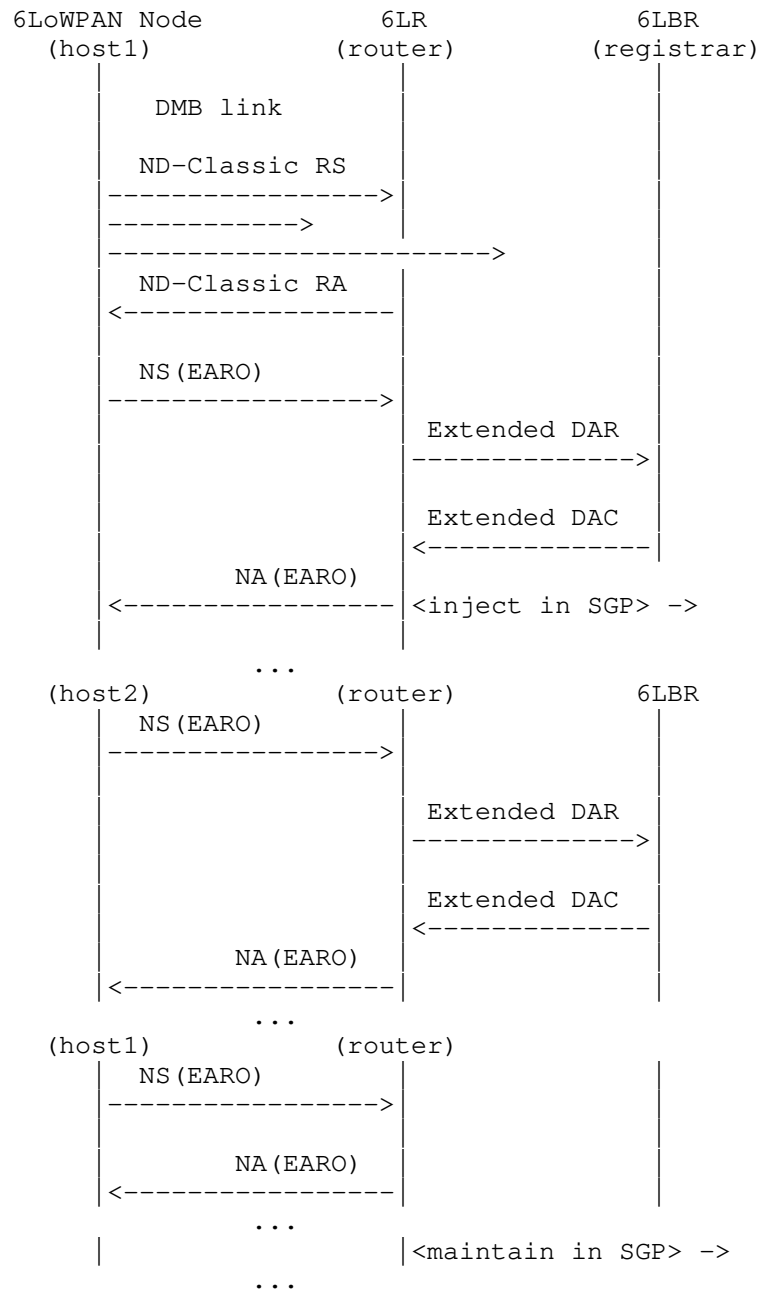 6LoWPAN Node 6LR 6LBR
(host1) (router) (registrar)
DMB link
ND-Classic RS
ND-Classic RA
NS(EARO)
Extended DAR
Extended DAC
NA(EARO)
<inject in SGP> ->
...
(host2) (router) 6LBR
NS(EARO)
Extended DAR
Extended DAC
NA(EARO)
...
(host1) (router)
NS(EARO)
NA(EARO)
...
<maintain in SGP> ->
...